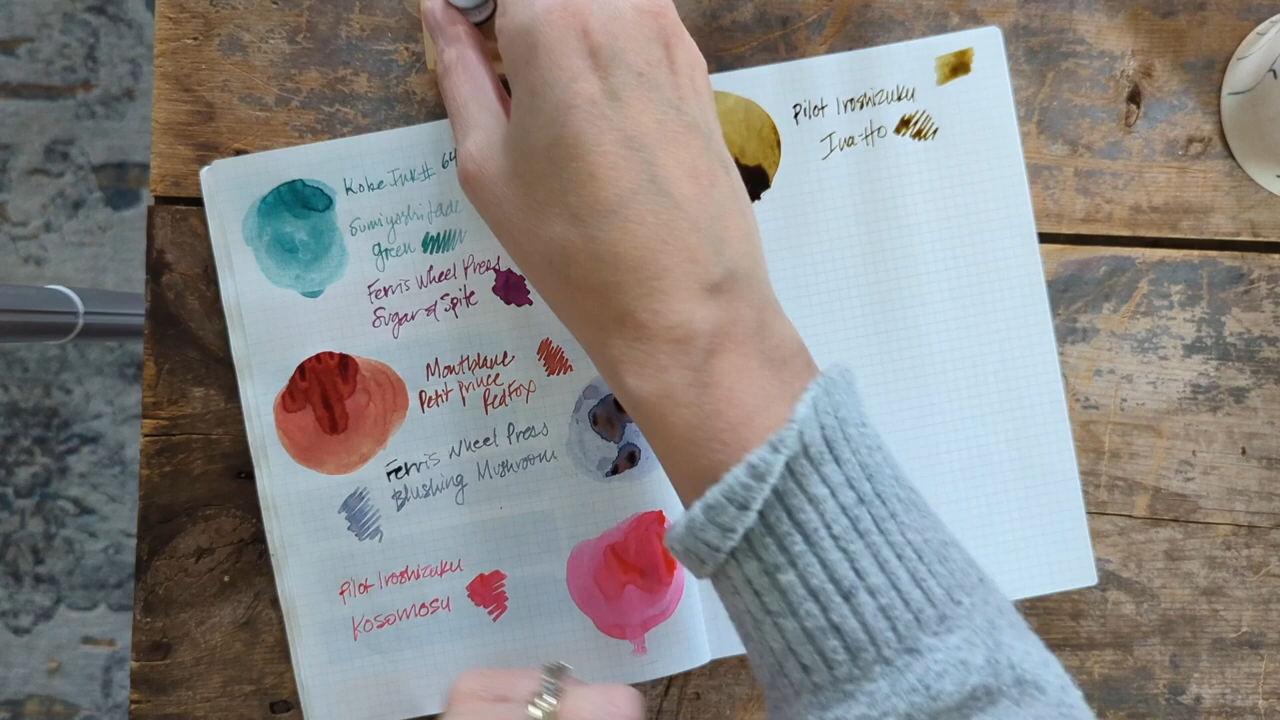 Kobe Ink # 64
Sumiyoshi Jade
green
Ferris Wheel Press
Sugar & Spite
Montblanc
Petit prince
Red Fox
Ferris Wheel Press
Blushing Mushroom
Pilot Iroshizuku
Kosomosu
Pilot Iroshizuku
Ina-Ho